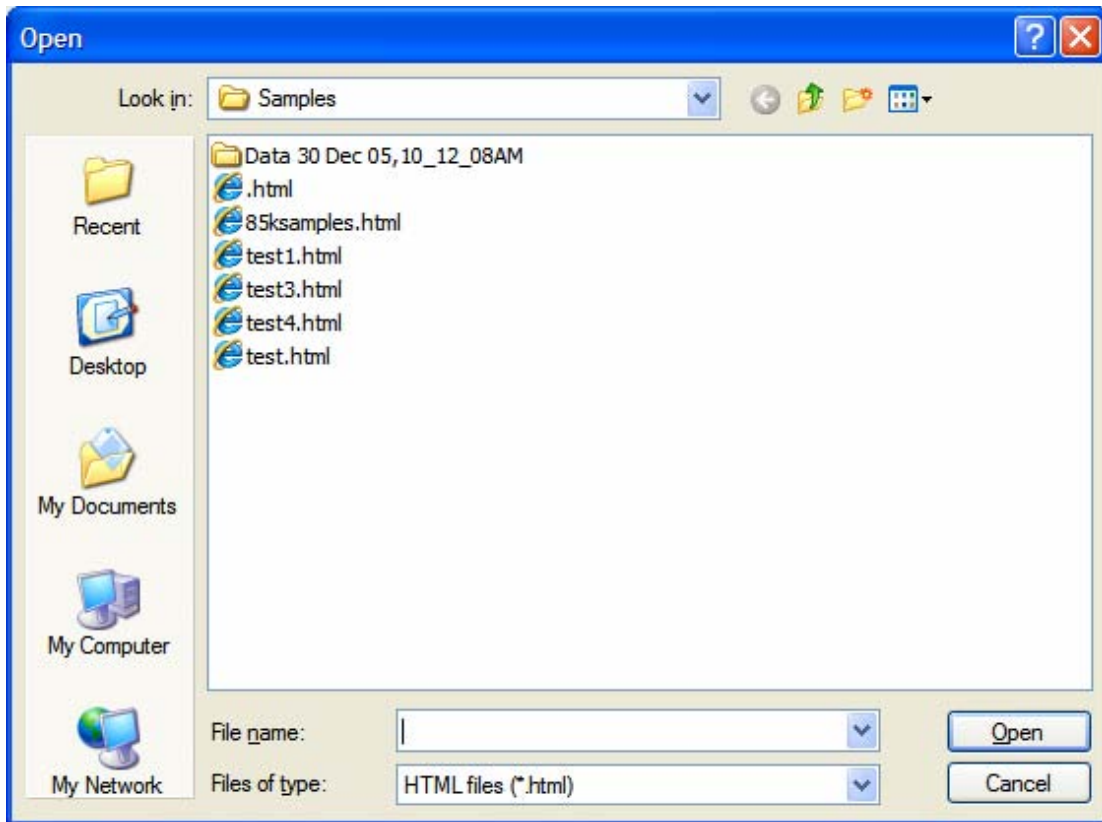 Open
Look in: Samples
Data 30 Dec 05,10_12_08AM
.html
85ksamples.html
test1.html
test3.html
test4.html
test.html
Recent
Desktop
My Documents
My Computer
My Network
File name:
Open
Files of type: HTML files (*.html)
Cancel